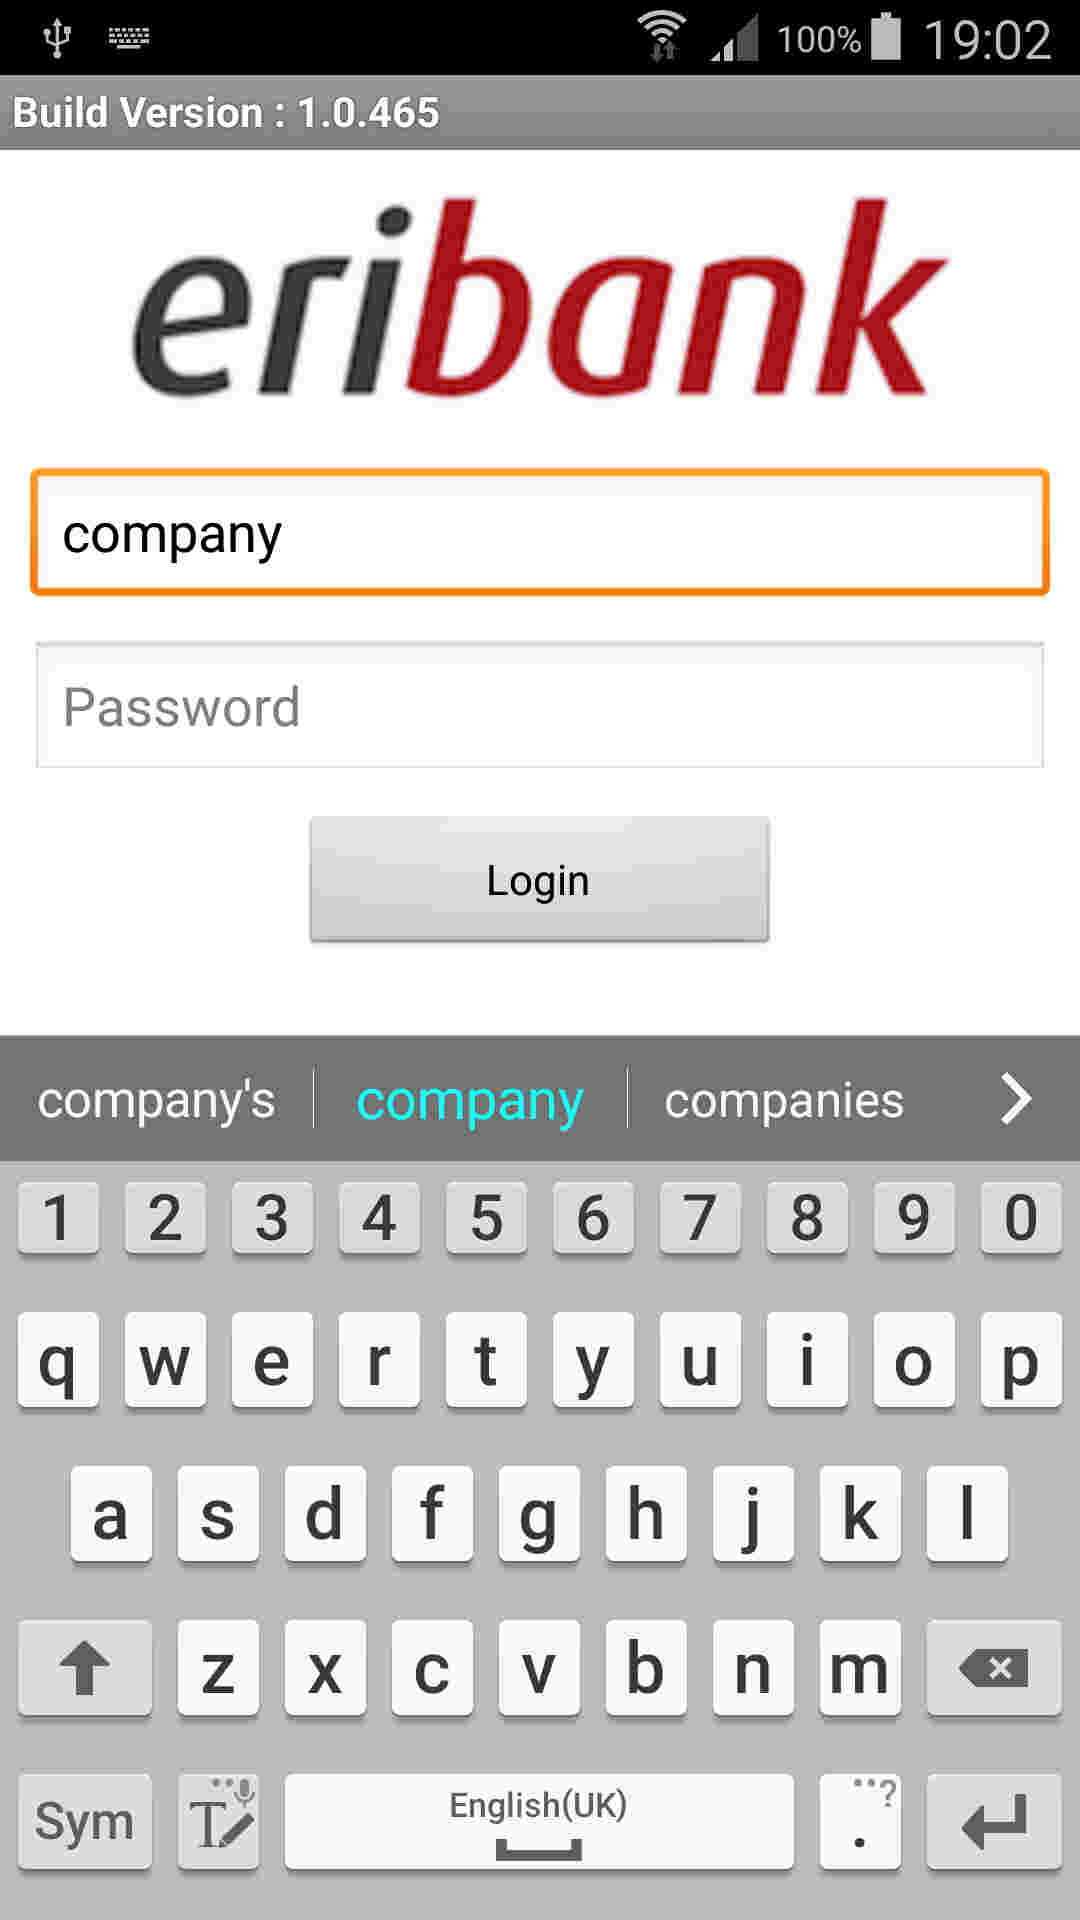 100% 19:02
Build Version : 1.0.465
eribank
company
Password
Login
company's company companies
1 2 3 4 5 6 7 8 9 0
q w e r t y u i o p
a s d f g h j k l
z x c v b n m
Sym T English(UK) . ?